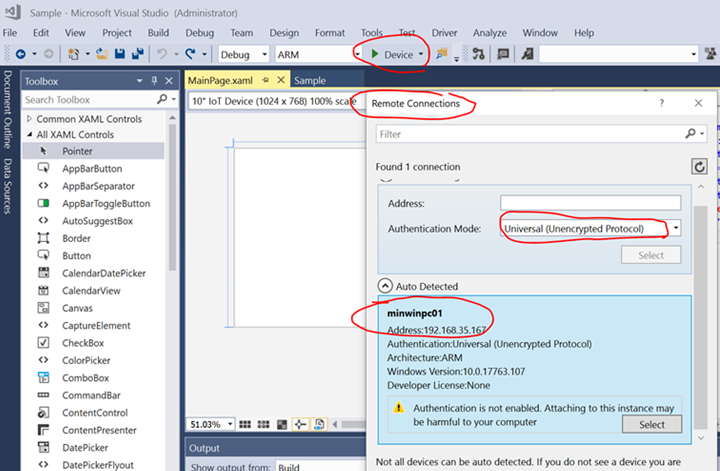 Sample - Microsoft Visual Studio (Administrator)
File Edit View Project Build Debug Team Design Format Tools Test Driver Analyze Window Help
Debug ARM Device
Document Outline
Data Sources
Toolbox
Search Toolbox
Common XAML Controls
All XAML Controls
Pointer
AppBarButton
AppBarSeparator
AppBarToggleButton
AutoSuggestBox
Border
Button
CalendarDatePicker
CalendarView
Canvas
CaptureElement
CheckBox
ColorPicker
ComboBox
CommandBar
ContentControl
ContentPresenter
DatePicker
DatePickerFlyout
MainPage.xaml Sample
10" IoT Device (1024 x 768) 100% scale
51.03%
Output
Show output from: Build
Remote Connections
?
Filter
Found 1 connection
Address:
Authentication Mode: Universal (Unencrypted Protocol)
Select
Auto Detected
minwinpc01
Address:192.168.35.167
Authentication:Universal (Unencrypted Protocol)
Architecture:ARM
Windows Version:10.0.17763.107
Developer License:None
Authentication is not enabled. Attaching to this instance may
be harmful to your computer
Select
Not all devices can be auto detected. If you do not see a device you are